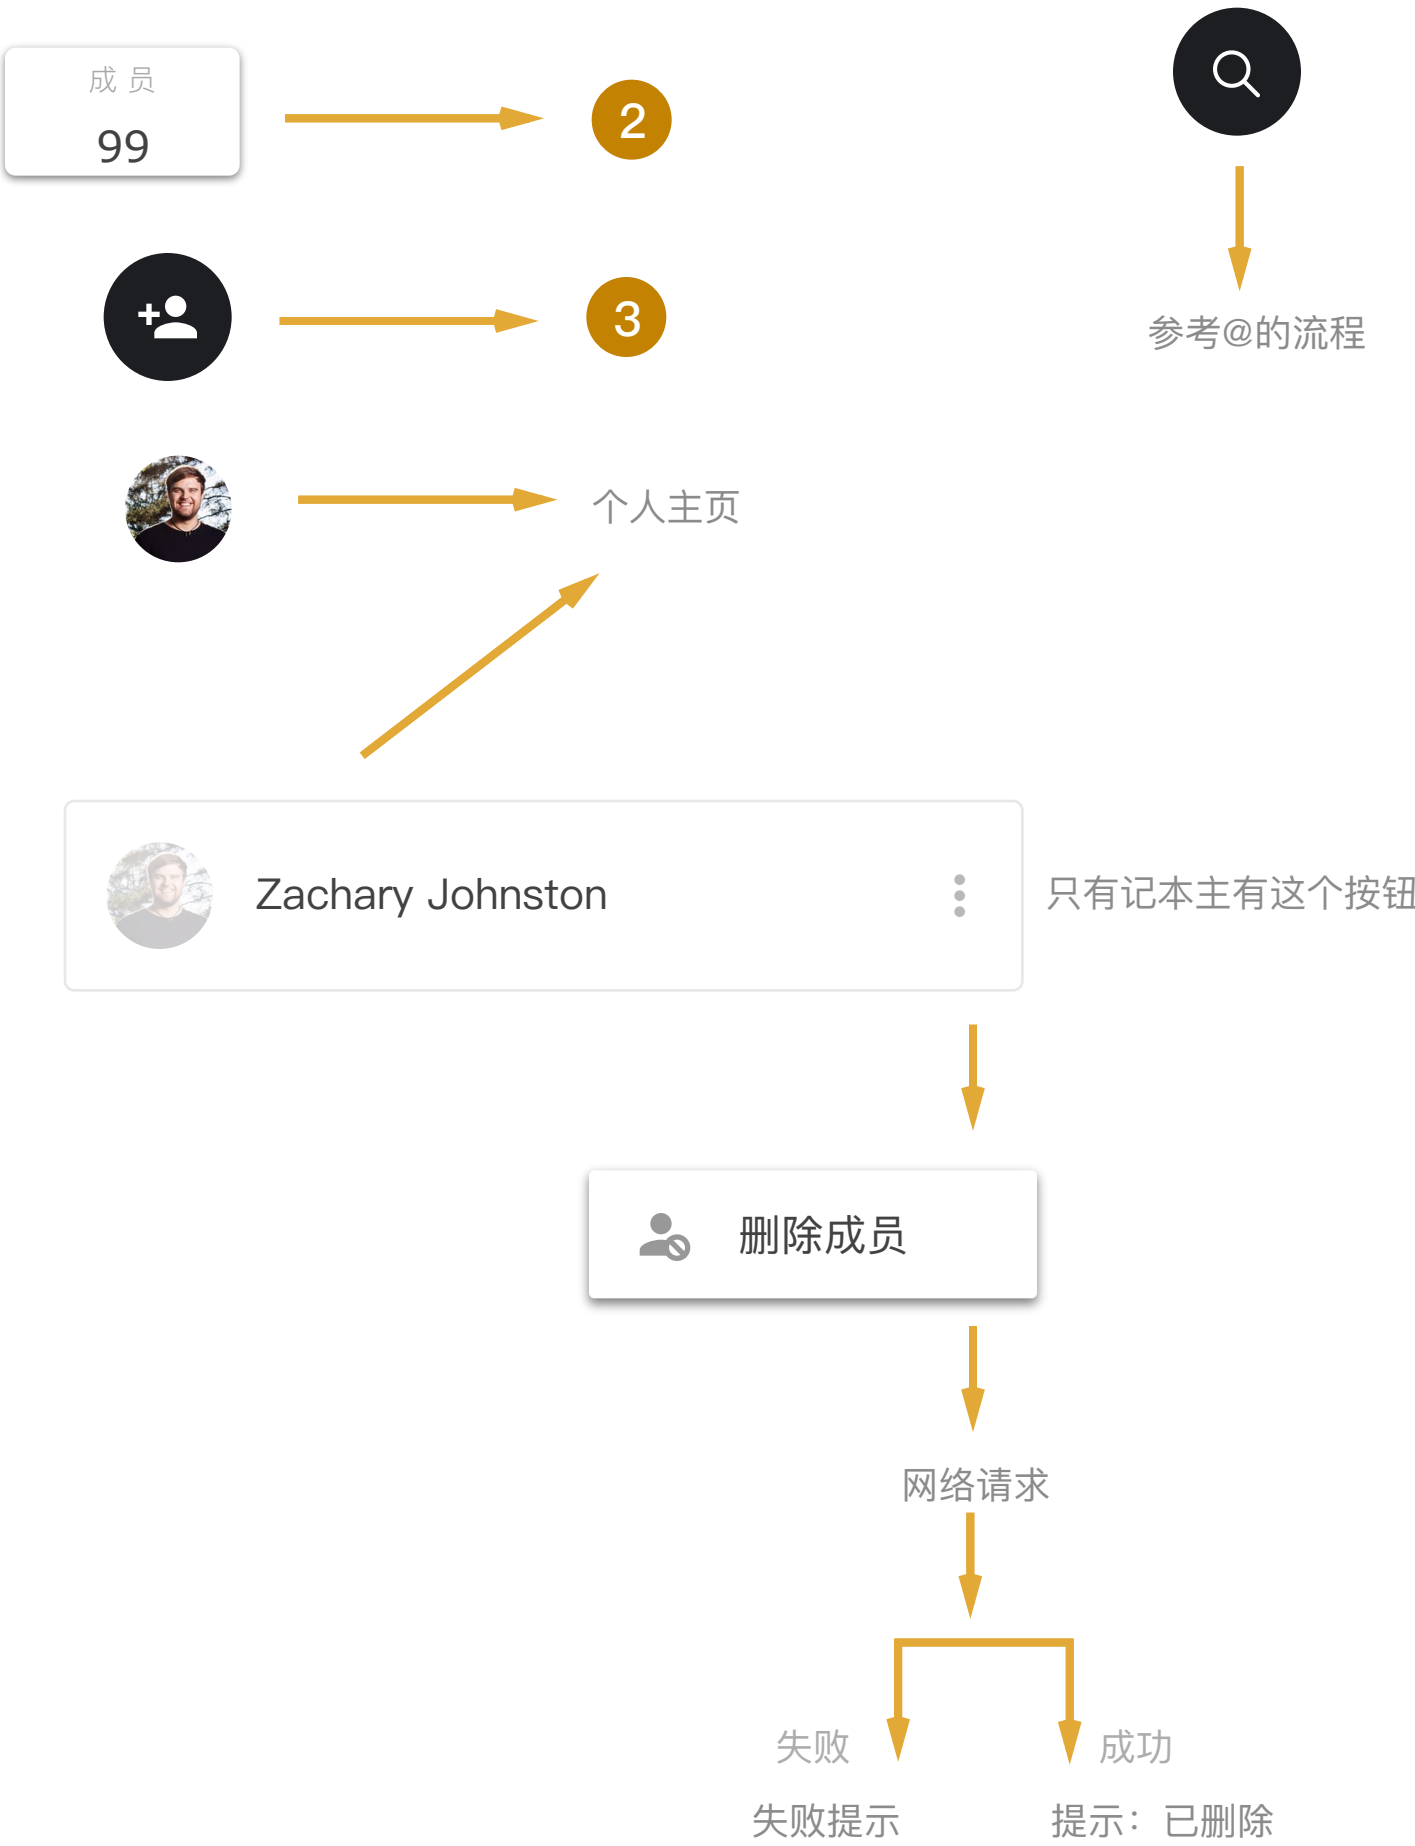 成 员
99
2
3
参考@的流程
个人主页
Zachary Johnston
只有记本主有这个按钮
删除成员
网络请求
失败
成功
失败提示
提示：已删除